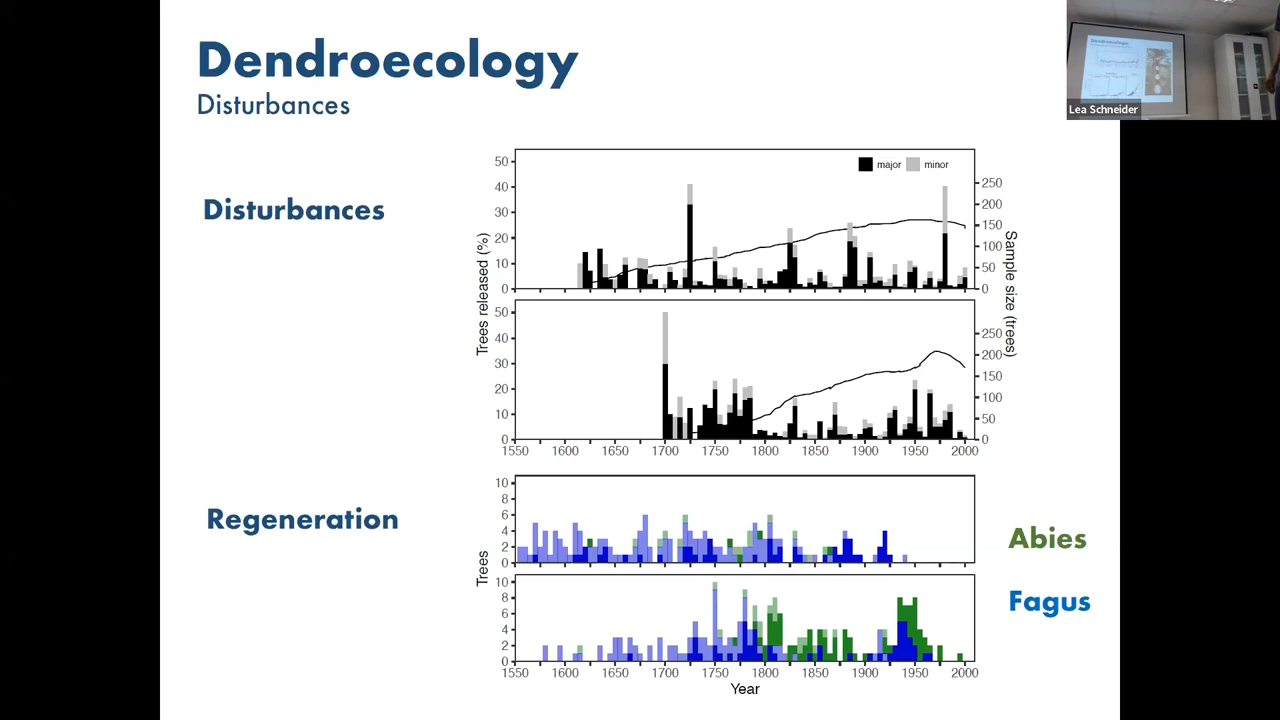 Dendroecology
Disturbances
Lea Schneider
Disturbances
major minor
Trees released (%)
50
40
30
20
10
0
250
200
150
100
50
0
Sample size (trees)
50
40
30
20
10
0
250
200
150
100
50
0
1550 1600 1650 1700 1750 1800 1850 1900 1950 2000
Regeneration
Trees
10
8
6
4
2
0
Abies
10
8
6
4
2
0
Fagus
1550 1600 1650 1700 1750 1800 1850 1900 1950 2000
Year